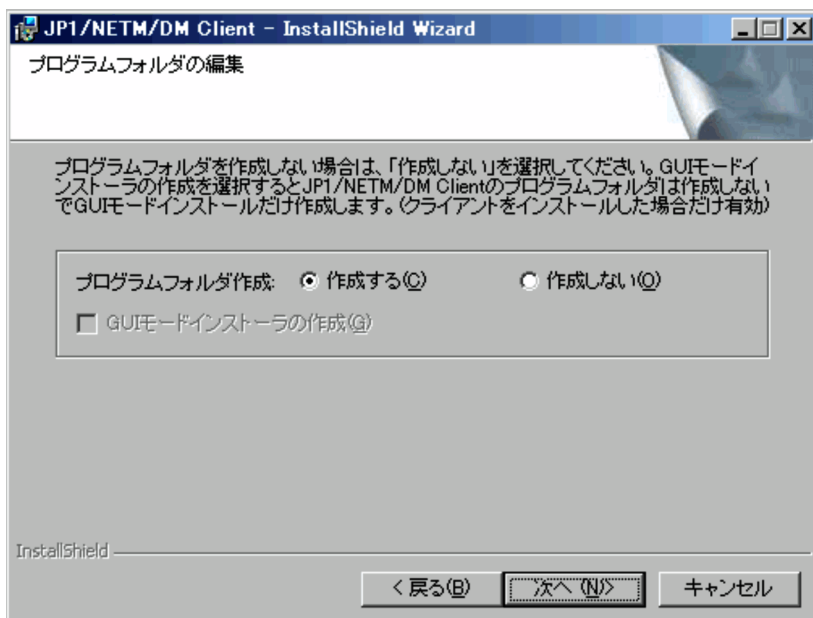 JP1/NETM/DM Client - InstallShield Wizard
プログラムフォルダの編集
プログラムフォルダを作成しない場合は、「作成しない」を選択してください。GUIモードイ
ンストーラの作成を選択するとJP1/NETM/DM Clientのプログラムフォルダは作成しない
でGUIモードインストールだけ作成します。(クライアントをインストールした場合だけ有効)
プログラムフォルダ作成: 作成する(C) 作成しない(O)
GUIモードインストーラの作成(G)
InstallShield
< 戻る(B) 次へ (N)> キャンセル